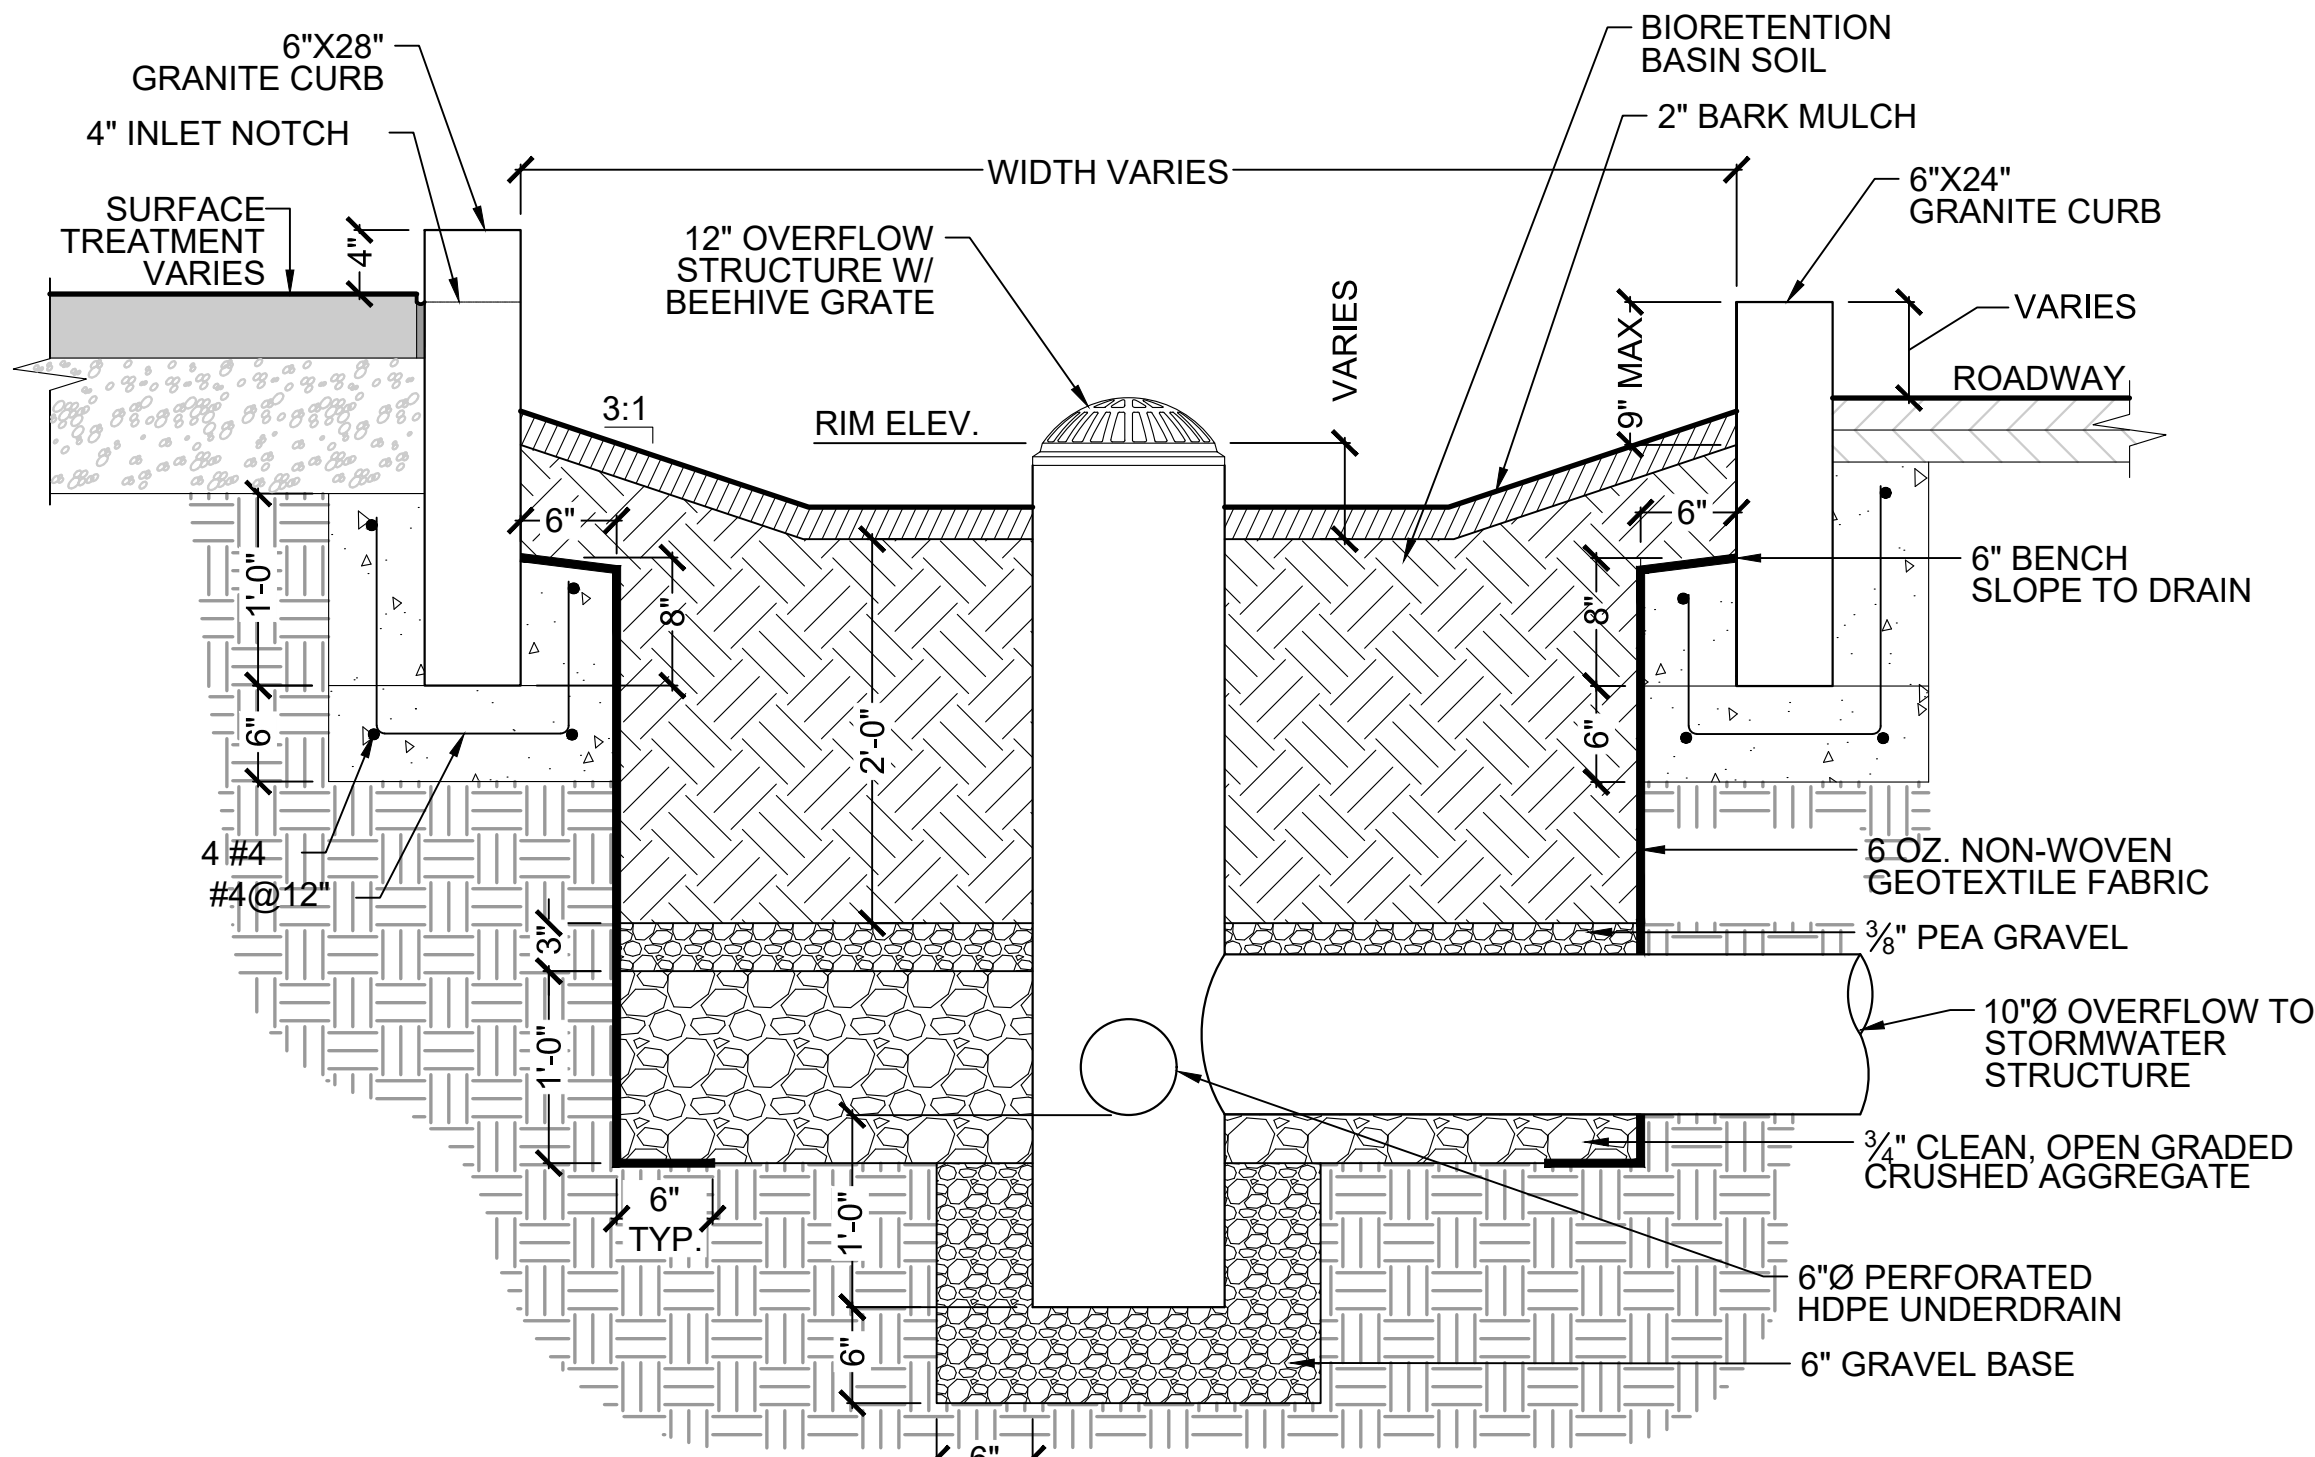 6"X28"
GRANITE CURB
4" INLET NOTCH
SURFACE
TREATMENT
VARIES
4"
WIDTH VARIES
12" OVERFLOW
STRUCTURE W/
BEEHIVE GRATE
BIORETENTION
BASIN SOIL
2" BARK MULCH
6"X24"
GRANITE CURB
VARIES
9" MAX.
VARIES
ROADWAY
3:1
RIM ELEV.
6"
6"
1'-0"
8"
8"
6" BENCH
SLOPE TO DRAIN
6"
2'-0"
6"
4 #4
#4@12"
6 OZ. NON-WOVEN
GEOTEXTILE FABRIC
3"
⅜" PEA GRAVEL
1'-0"
10"Ø OVERFLOW TO
STORMWATER
STRUCTURE
¾" CLEAN, OPEN GRADED
CRUSHED AGGREGATE
6"
TYP.
1'-0"
6"Ø PERFORATED
HDPE UNDERDRAIN
6"
6" GRAVEL BASE
6"